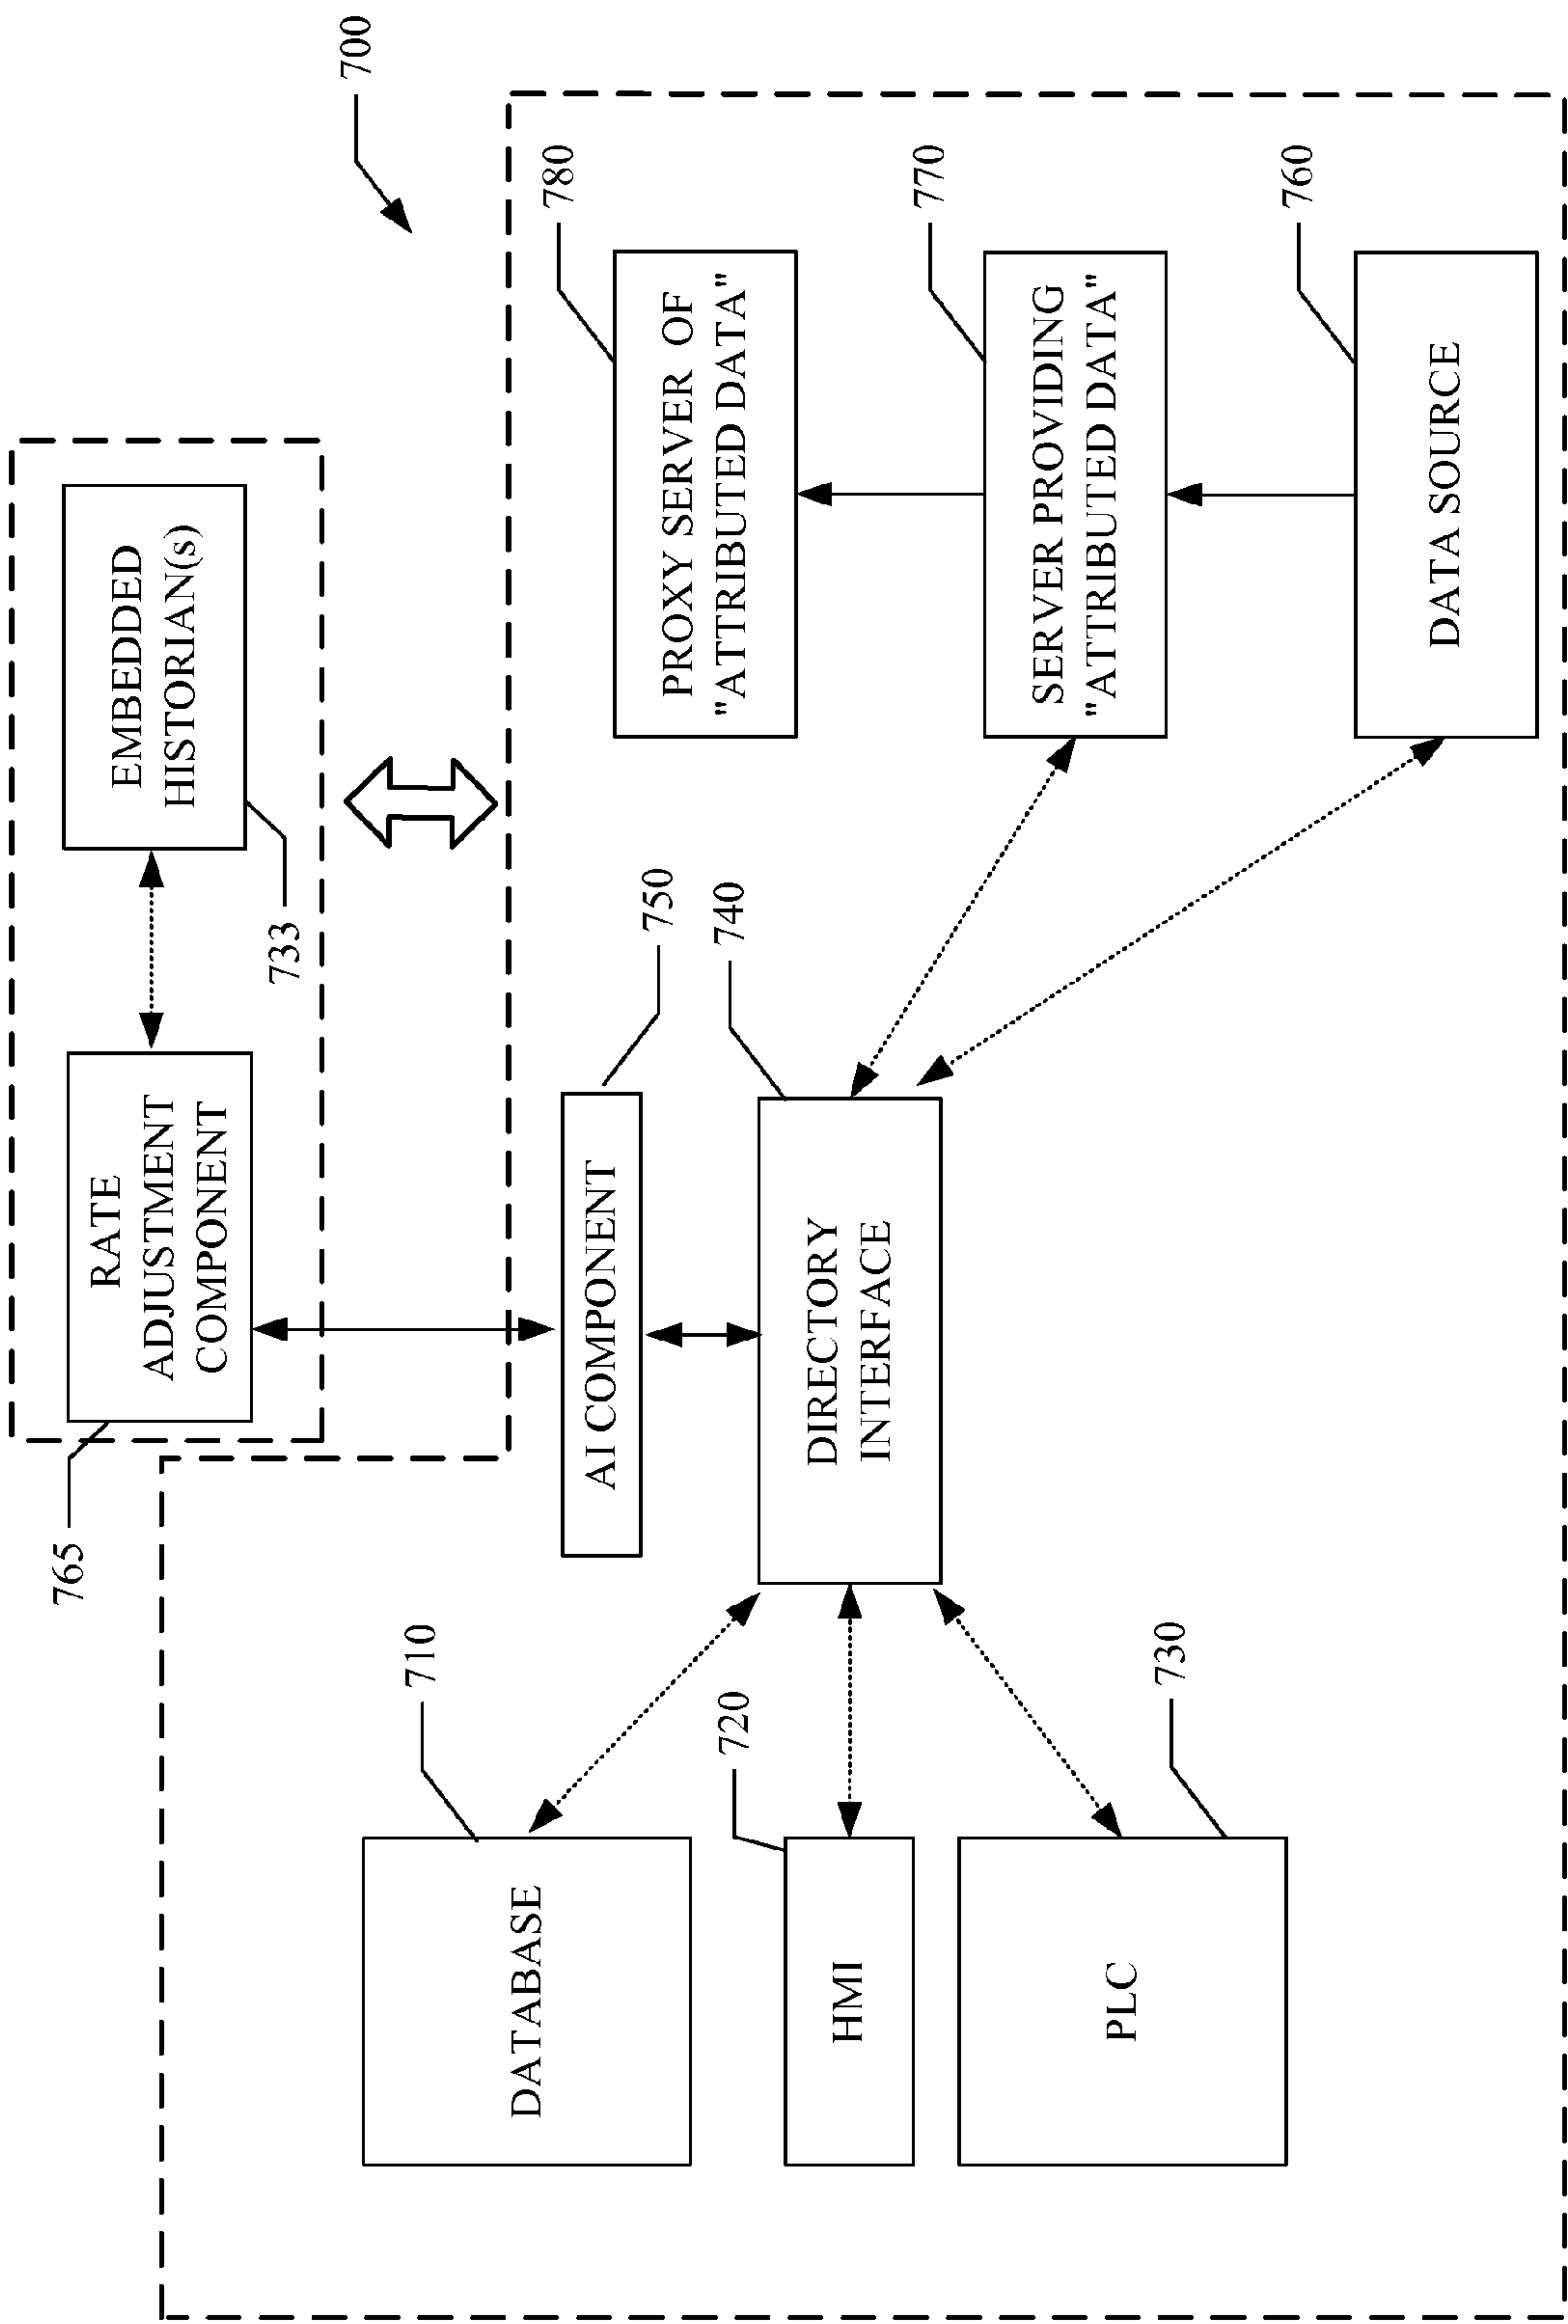 700
RATE
ADJUSTMENT
COMPONENT
765
EMBEDDED
HISTORIAN(s)
733
DATABASE
710
HMI
720
PLC
730
AI COMPONENT
750
DIRECTORY
INTERFACE
740
PROXY SERVER OF
"ATTRIBUTED DATA"
780
SERVER PROVIDING
"ATTRIBUTED DATA"
770
DATA SOURCE
760